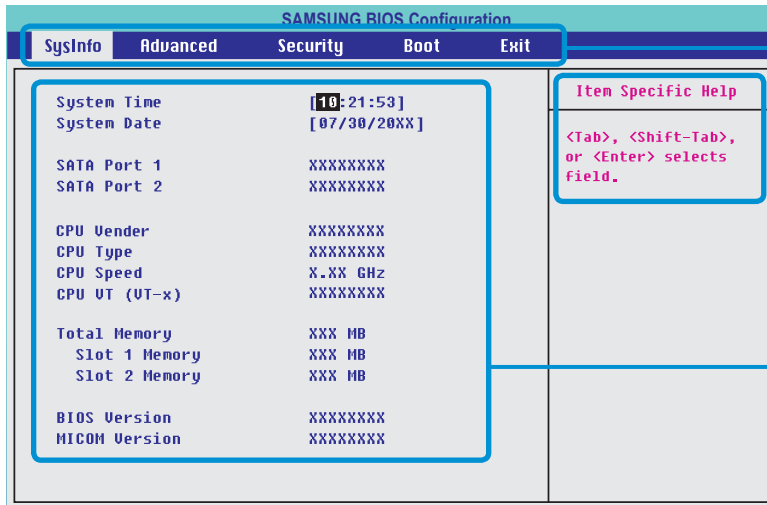 SAMSUNG BIOS Configuration
SysInfo Advanced Security Boot Exit
System Time [10:21:53]
System Date [07/30/20XX]
SATA Port 1 XXXXXXXX
SATA Port 2 XXXXXXXX
CPU Vender XXXXXXXX
CPU Type XXXXXXXX
CPU Speed X.XX GHz
CPU VT (VT-x) XXXXXXXX
Total Memory XXX MB
Slot 1 Memory XXX MB
Slot 2 Memory XXX MB
BIOS Version XXXXXXXX
MICOM Version XXXXXXXX
Item Specific Help
<Tab>, <Shift-Tab>,
or <Enter> selects
field.